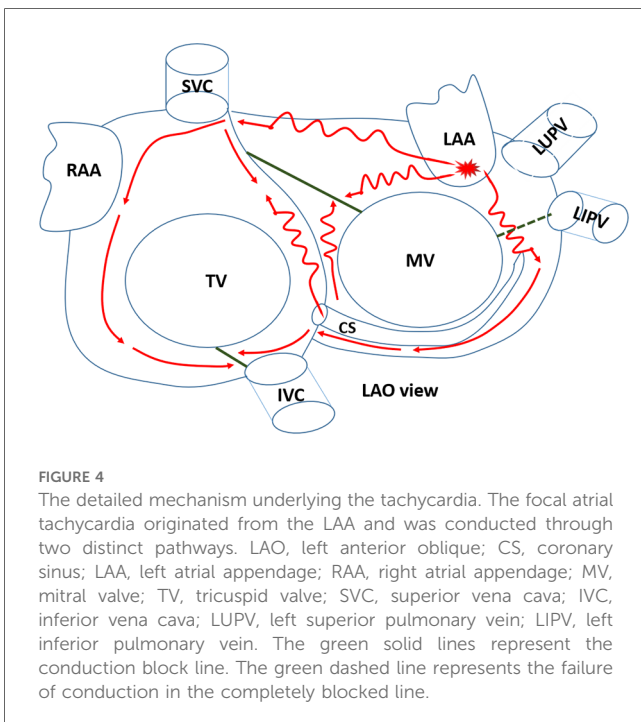 SVC
LAA
LUPV
RAA
LIPV
TV
MV
CS
IVC
LAO view
FIGURE 4
The detailed mechanism underlying the tachycardia. The focal atrial
tachycardia originated from the LAA and was conducted through
two distinct pathways. LAO, left anterior oblique; CS, coronary
sinus; LAA, left atrial appendage; RAA, right atrial appendage; MV,
mitral valve; TV, tricuspid valve; SVC, superior vena cava; IVC,
inferior vena cava; LUPV, left superior pulmonary vein; LIPV, left
inferior pulmonary vein. The green solid lines represent the
conduction block line. The green dashed line represents the failure
of conduction in the completely blocked line.